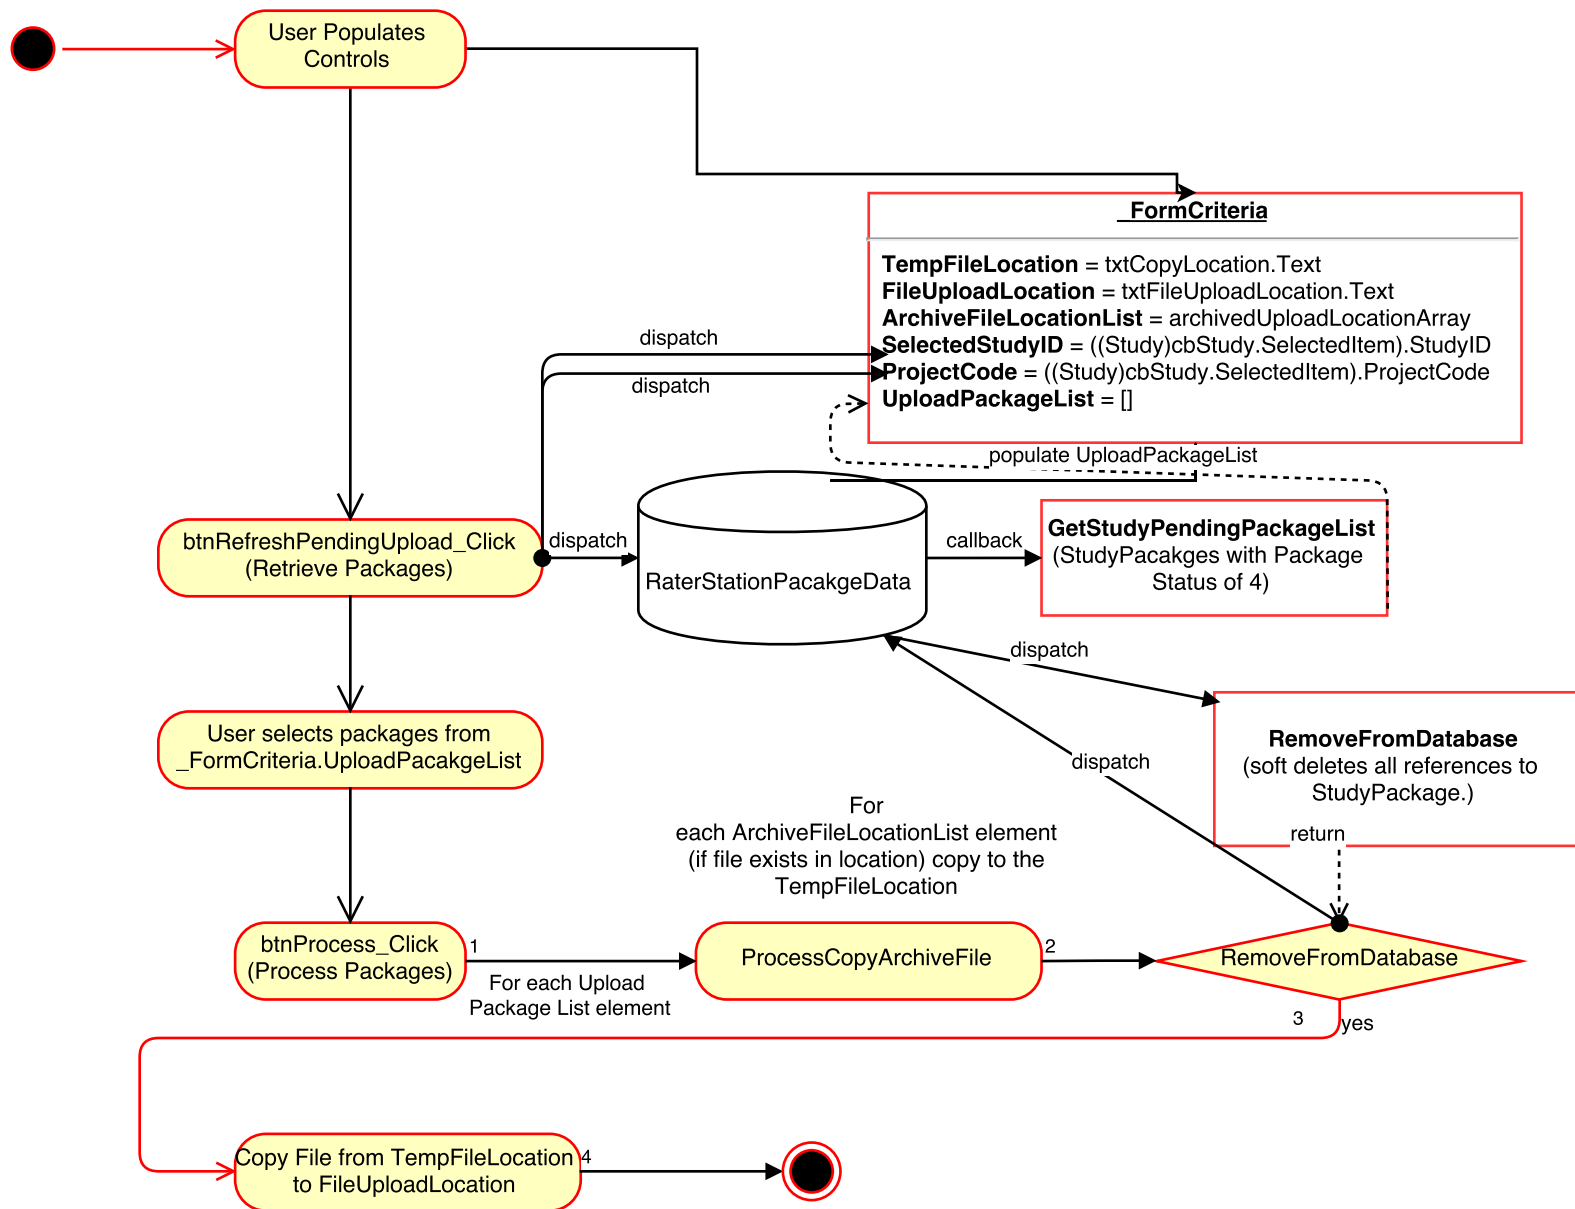 User Populates
Controls
_FormCriteria
TempFileLocation = txtCopyLocation.Text
FileUploadLocation = txtFileUploadLocation.Text
ArchiveFileLocationList = archivedUploadLocationArray
SelectedStudyID = ((Study)cbStudy.SelectedItem).StudyID
ProjectCode = ((Study)cbStudy.SelectedItem).ProjectCode
UploadPackageList = []
dispatch
dispatch
populate UploadPackageList
btnRefreshPendingUpload_Click
(Retrieve Packages)
dispatch
RaterStationPacakgeData
callback
GetStudyPendingPackageList
(StudyPacakges with Package
Status of 4)
dispatch
User selects packages from
_FormCriteria.UploadPacakgeList
dispatch
RemoveFromDatabase
(soft deletes all references to
StudyPackage.)
return
For
each ArchiveFileLocationList element
(if file exists in location) copy to the
TempFileLocation
btnProcess_Click
(Process Packages)
1
For each Upload
Package List element
ProcessCopyArchiveFile
2
RemoveFromDatabase
3
yes
Copy File from TempFileLocation
to FileUploadLocation
4